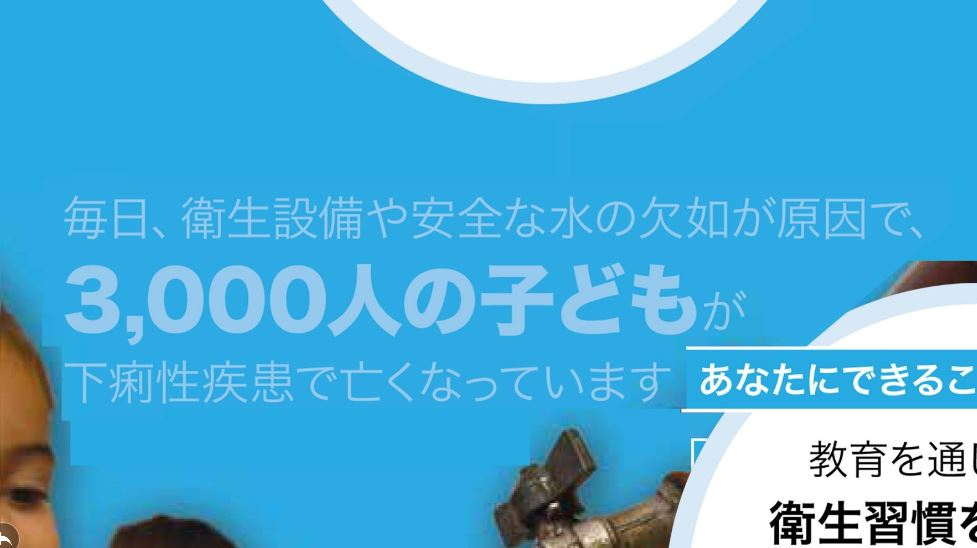 毎日、衛生設備や安全な水の欠如が原因で、
3,000人の子どもが
下痢性疾患で亡くなっています
あなたにできるこ
教育を通
衛生習慣